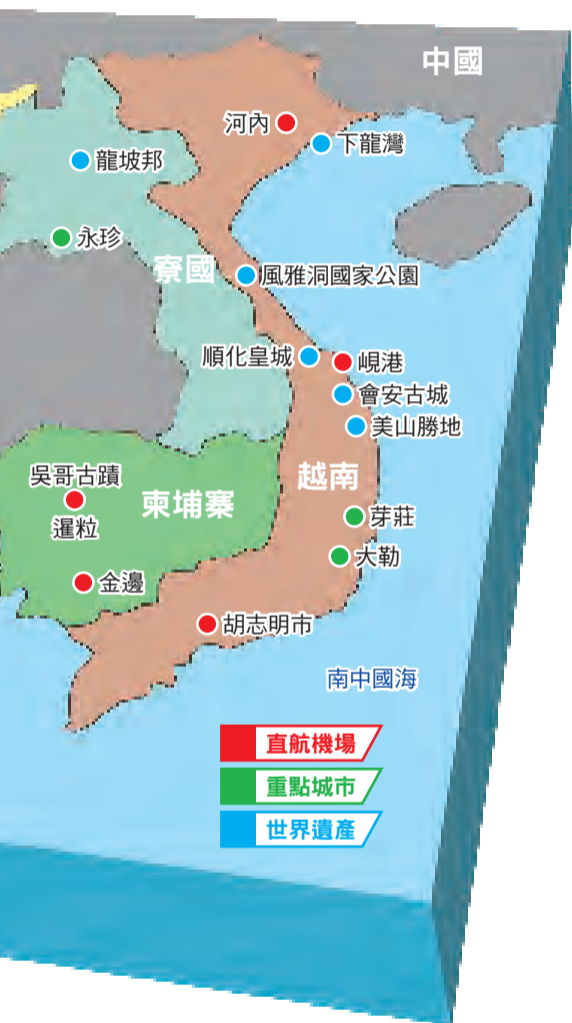 中國
河內
下龍灣
龍坡邦
永珍
寮國
風雅洞國家公園
順化皇城
峴港
會安古城
美山勝地
吳哥古蹟
越南
柬埔寨
暹粒
芽莊
大勒
金邊
胡志明市
南中國海
直航機場
重點城市
世界遺產